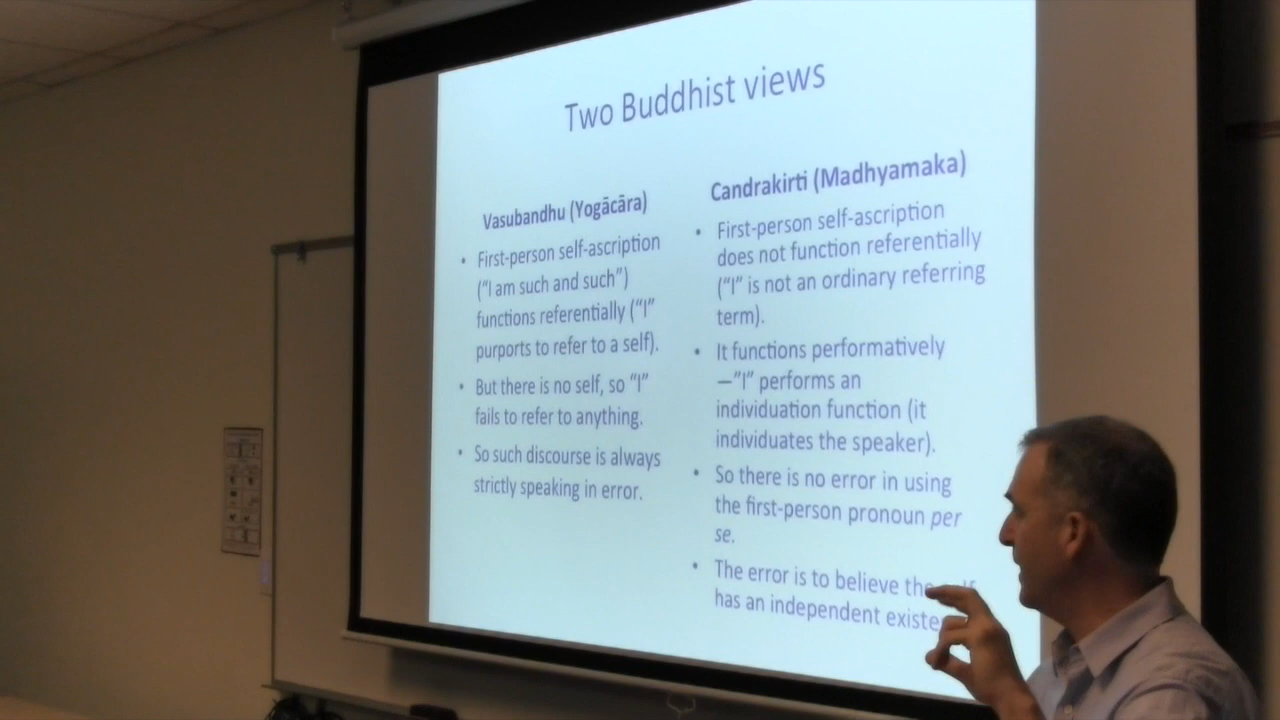 Two Buddhist views
Vasubandhu (Yogācāra)
• First-person self-ascription
("I am such and such")
functions referentially ("I"
purports to refer to a self).
• But there is no self, so "I"
fails to refer to anything.
• So such discourse is always
strictly speaking in error.
Candrakirti (Madhyamaka)
• First-person self-ascription
does not function referentially
("I" is not an ordinary referring
term).
• It functions performatively
—"I" performs an
individuation function (it
individuates the speaker).
• So there is no error in using
the first-person pronoun per
se.
• The error is to believe the
has an independent